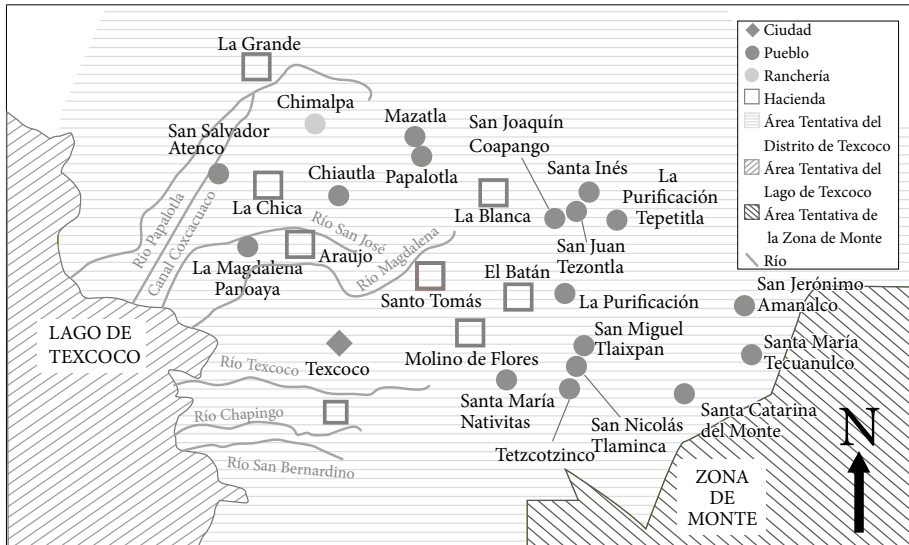 La Grande
Chimalpa
San Salvador
Atenco
Mazatla
Papalotla
San Joaquín
Coapango
Santa Inés
La
Purificación
Tepetitla
La Chica
Chiautla
La Blanca
San Juan
Tezontla
Río Papalotla
Canal Coxcacuaco
Río San José
Río Magdalena
La Magdalena
Panoaya
Araujo
Santo Tomás
El Batán
La Purificación
San Jerónimo
Amanalco
LAGO DE
TEXCOCO
Texcoco
Molino de Flores
San Miguel
Tlaixpan
Santa María
Tecuanulco
Río Texcoco
Santa María
Nativitas
Río Chapingo
San Nicolás
Tlaminca
Santa Catarina
del Monte
Tetzcotzinco
Río San Bernardino
ZONA
DE
MONTE
N
Ciudad
Pueblo
Ranchería
Hacienda
Área Tentativa del
Distrito de Texcoco
Área Tentativa del
Lago de Texcoco
Área Tentativa de
la Zona de Monte
Río